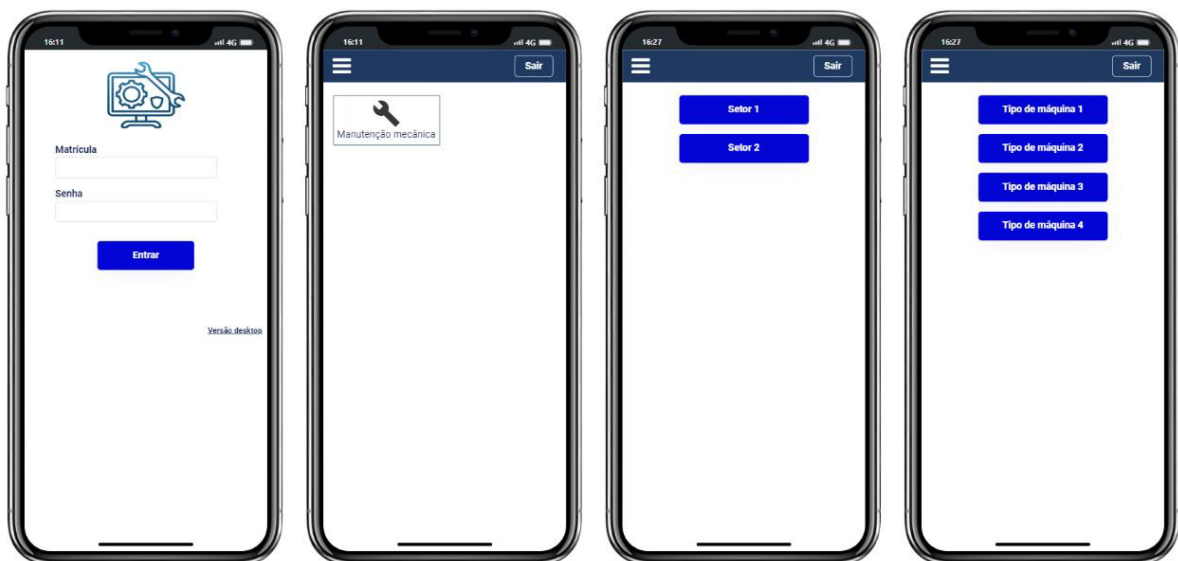 16:11
4G
Matrícula
Senha
Entrar
Versão desktop
16:11
4G
Sair
Manutenção mecânica
16:27
4G
Sair
Setor 1
Setor 2
16:27
4G
Sair
Tipo de máquina 1
Tipo de máquina 2
Tipo de máquina 3
Tipo de máquina 4